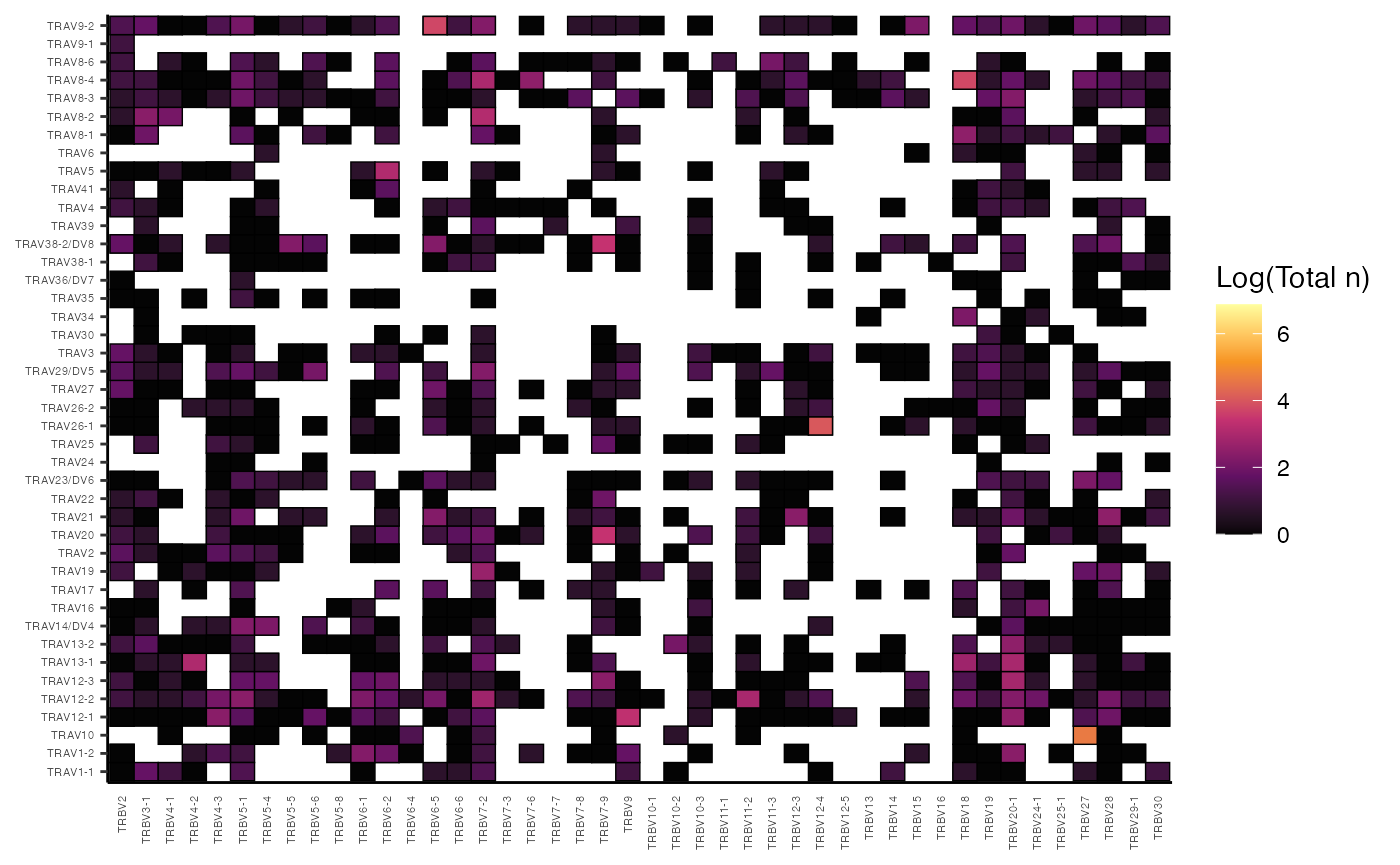 TRAV9-2
TRAV9-1
TRAV8-6
TRAV8-4
TRAV8-3
TRAV8-2
TRAV8-1
TRAV6
TRAV5
TRAV41
TRAV4
TRAV39
TRAV38-2/DV8
TRAV38-1
TRAV36/DV7
TRAV35
TRAV34
TRAV30
TRAV3
TRAV29/DV5
TRAV27
TRAV26-2
TRAV26-1
TRAV25
TRAV24
TRAV23/DV6
TRAV22
TRAV21
TRAV20
TRAV2
TRAV19
TRAV17
TRAV16
TRAV14/DV4
TRAV13-2
TRAV13-1
TRAV12-3
TRAV12-2
TRAV12-1
TRAV10
TRAV1-2
TRAV1-1
TRBV2
TRBV3-1
TRBV4-1
TRBV4-2
TRBV4-3
TRBV5-1
TRBV5-4
TRBV5-5
TRBV5-6
TRBV5-8
TRBV6-1
TRBV6-2
TRBV6-4
TRBV6-5
TRBV6-6
TRBV7-2
TRBV7-3
TRBV7-6
TRBV7-7
TRBV7-8
TRBV7-9
TRBV9
TRBV10-1
TRBV10-2
TRBV10-3
TRBV11-1
TRBV11-2
TRBV11-3
TRBV12-3
TRBV12-4
TRBV12-5
TRBV13
TRBV14
TRBV15
TRBV16
TRBV18
TRBV19
TRBV20-1
TRBV24-1
TRBV25-1
TRBV27
TRBV28
TRBV29-1
TRBV30
Log(Total n)
6
4
2
0